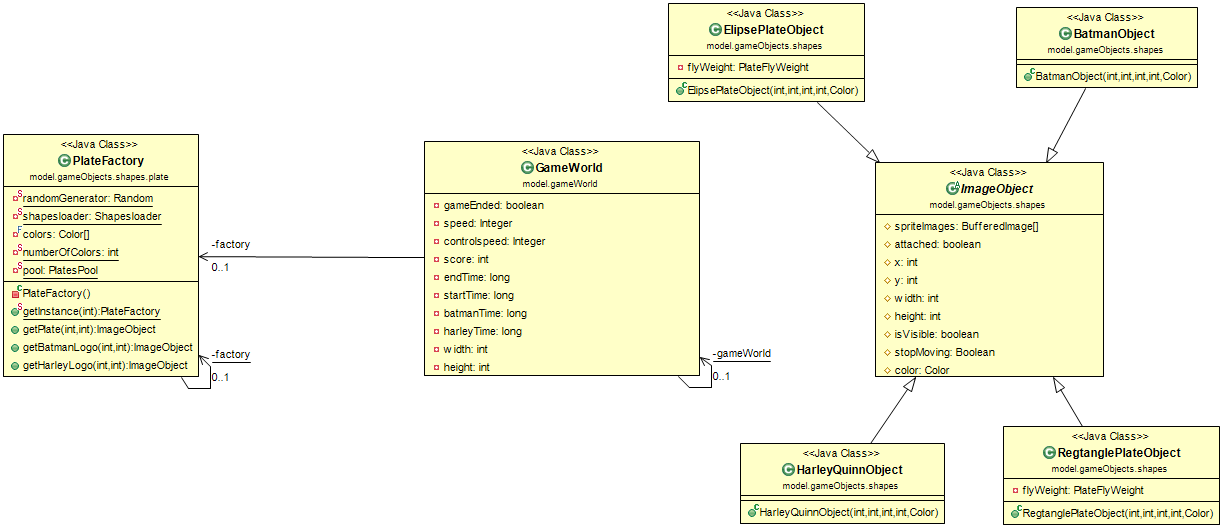 <<Java Class>>
PlateFactory
model.gameObjects.shapes.plate
randomGenerator: Random
shapesloader: Shapesloader
colors: Color[]
numberOfColors: int
pool: PlatesPool
PlateFactory()
getInstance(int):PlateFactory
getPlate(int,int):ImageObject
getBatmanLogo(int,int):ImageObject
getHarleyLogo(int,int):ImageObject
-factory
0..1
-factory
0..1
<<Java Class>>
GameWorld
model.gameWorld
gameEnded: boolean
speed: Integer
controlspeed: Integer
score: int
endTime: long
startTime: long
batmanTime: long
harleyTime: long
width: int
height: int
-gameWorld
0..1
<<Java Class>>
ElipsePlateObject
model.gameObjects.shapes
flyWeight: PlateFlyWeight
ElipsePlateObject(int,int,int,int,Color)
<<Java Class>>
BatmanObject
model.gameObjects.shapes
BatmanObject(int,int,int,int,Color)
<<Java Class>>
ImageObject
model.gameObjects.shapes
spriteImages: BufferedImage[]
attached: boolean
x: int
y: int
width: int
height: int
isVisible: boolean
stopMoving: Boolean
color: Color
<<Java Class>>
HarleyQuinnObject
model.gameObjects.shapes
HarleyQuinnObject(int,int,int,int,Color)
<<Java Class>>
RegtanglePlateObject
model.gameObjects.shapes
flyWeight: PlateFlyWeight
RegtanglePlateObject(int,int,int,int,Color)